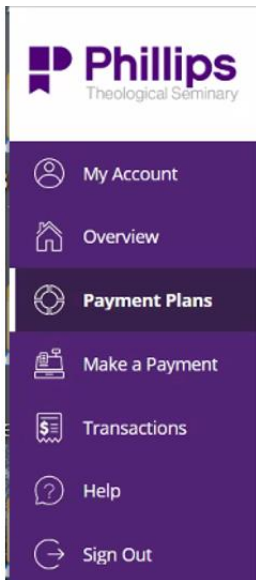 Phillips
Theological Seminary
My Account
Overview
Payment Plans
Make a Payment
$
Transactions
?
Help
Sign Out